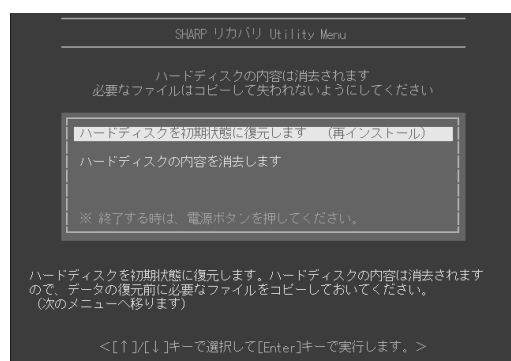 SHARP リカバリ Utility Menu
ハードディスクの内容は消去されます
必要なファイルはコピーして失われないようにしてください
ハードディスクを初期状態に復元します （再インストール）
ハードディスクの内容を消去します
※ 終了する時は、電源ボタンを押してください。
ハードディスクを初期状態に復元します。ハードディスクの内容は消去されます
ので、データの復元前に必要なファイルをコピーしておいてください。
（次のメニューへ移ります）
<[↑]/[↓]キーで選択して[Enter]キーで実行します。>